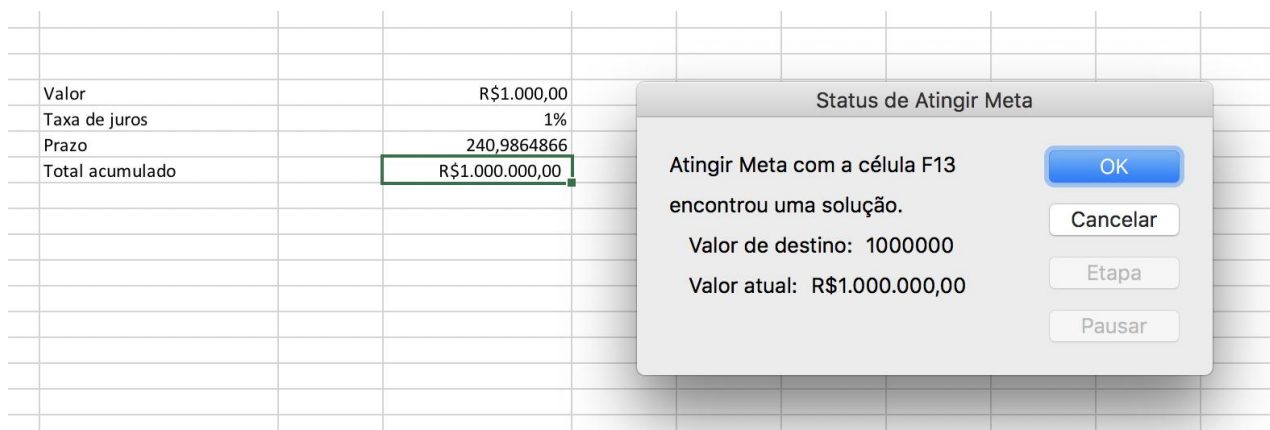 Valor R$1.000,00
Taxa de juros 1%
Prazo 240,9864866
Total acumulado R$1.000.000,00
Status de Atingir Meta
Atingir Meta com a célula F13
encontrou uma solução.
Valor de destino: 1000000
Valor atual: R$1.000.000,00
OK
Cancelar
Etapa
Pausar